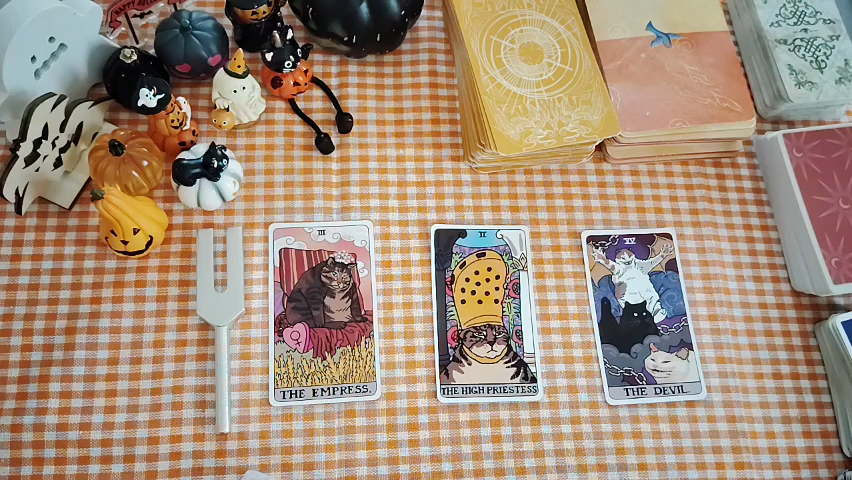 III
THE EMPRESS.
II
THE HIGH PRIESTESS
XV
THE DEVIL